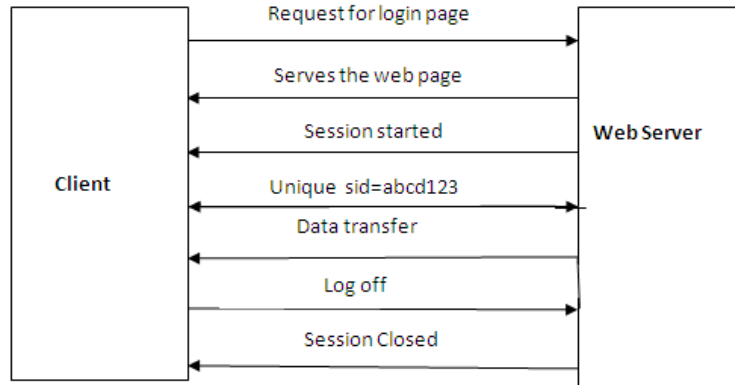 Request for login page
Serves the web page
Session started
Web Server
Client
Unique sid=abcd123
Data transfer
Log off
Session Closed